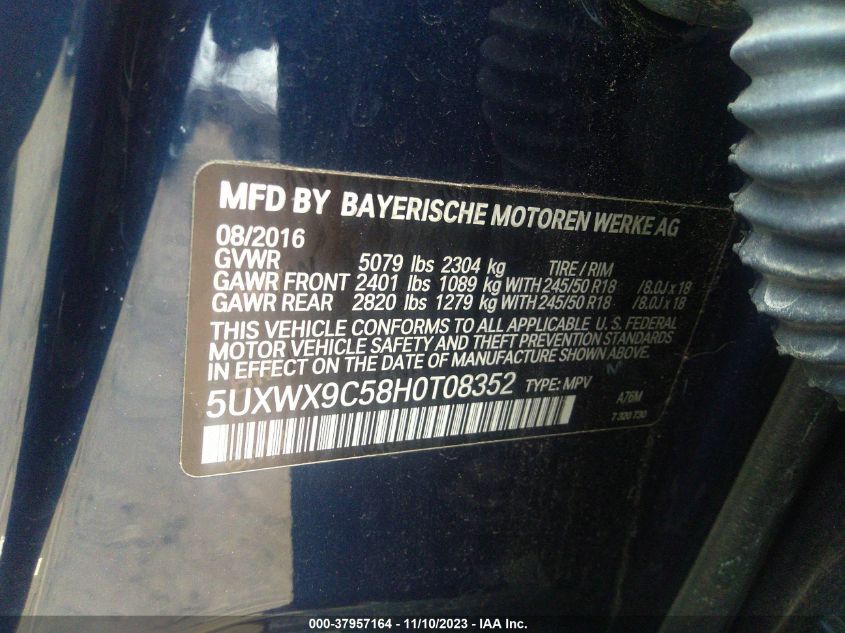 MFD BY BAYERISCHE MOTOREN WERKE AG
08/2016
GVWR 5079 lbs 2304 kg TIRE / RIM
GAWR FRONT 2401 lbs 1089 kg WITH 245/50 R18 /8.0J x 18
GAWR REAR 2820 lbs 1279 kg WITH 245/50 R18 /8.0J x 18
THIS VEHICLE CONFORMS TO ALL APPLICABLE U. S. FEDERAL
MOTOR VEHICLE SAFETY AND THEFT PREVENTION STANDARDS
IN EFFECT ON THE DATE OF MANUFACTURE SHOWN ABOVE.
5UXWX9C58H0T08352 TYPE: MPV A76M
7 320 730
000-37957164 - 11/10/2023 - IAA Inc.